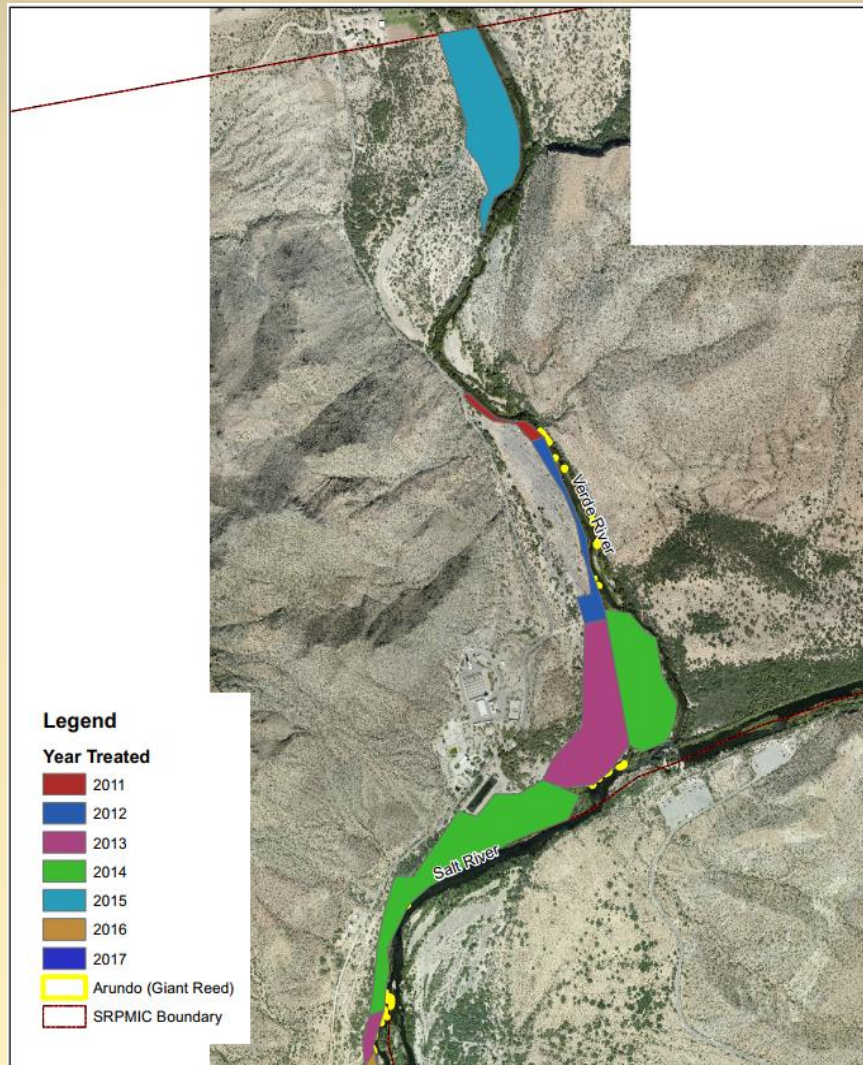 Verde River
Salt River
Legend
Year Treated
2011
2012
2013
2014
2015
2016
2017
Arundo (Giant Reed)
SRPMIC Boundary